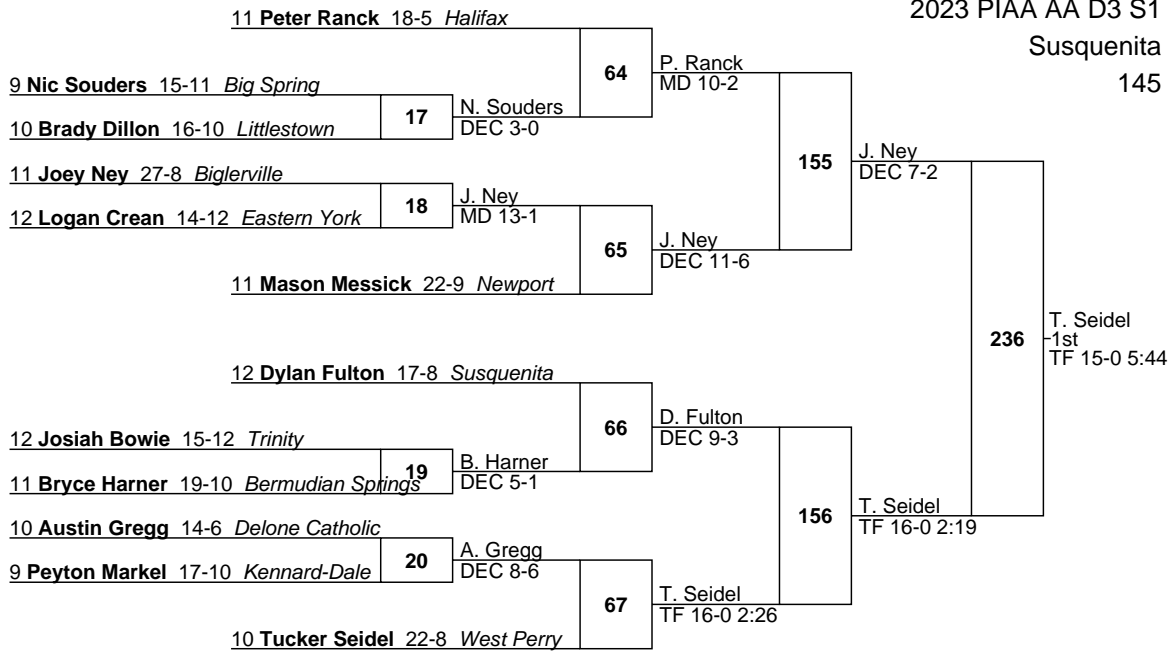 2023 PIAA AA D3 S1
Susquenita
145
11 Peter Ranck 18-5 Halifax
64
P. Ranck
MD 10-2
9 Nic Souders 15-11 Big Spring
17
N. Souders
DEC 3-0
10 Brady Dillon 16-10 Littlestown
155
J. Ney
DEC 7-2
11 Joey Ney 27-8 Biglerville
18
J. Ney
MD 13-1
12 Logan Crean 14-12 Eastern York
65
J. Ney
DEC 11-6
11 Mason Messick 22-9 Newport
236
T. Seidel
1st
TF 15-0 5:44
12 Dylan Fulton 17-8 Susquenita
66
D. Fulton
DEC 9-3
12 Josiah Bowie 15-12 Trinity
19
B. Harner
DEC 5-1
11 Bryce Harner 19-10 Bermudian Springs
156
T. Seidel
TF 16-0 2:19
10 Austin Gregg 14-6 Delone Catholic
20
A. Gregg
DEC 8-6
9 Peyton Markel 17-10 Kennard-Dale
67
T. Seidel
TF 16-0 2:26
10 Tucker Seidel 22-8 West Perry